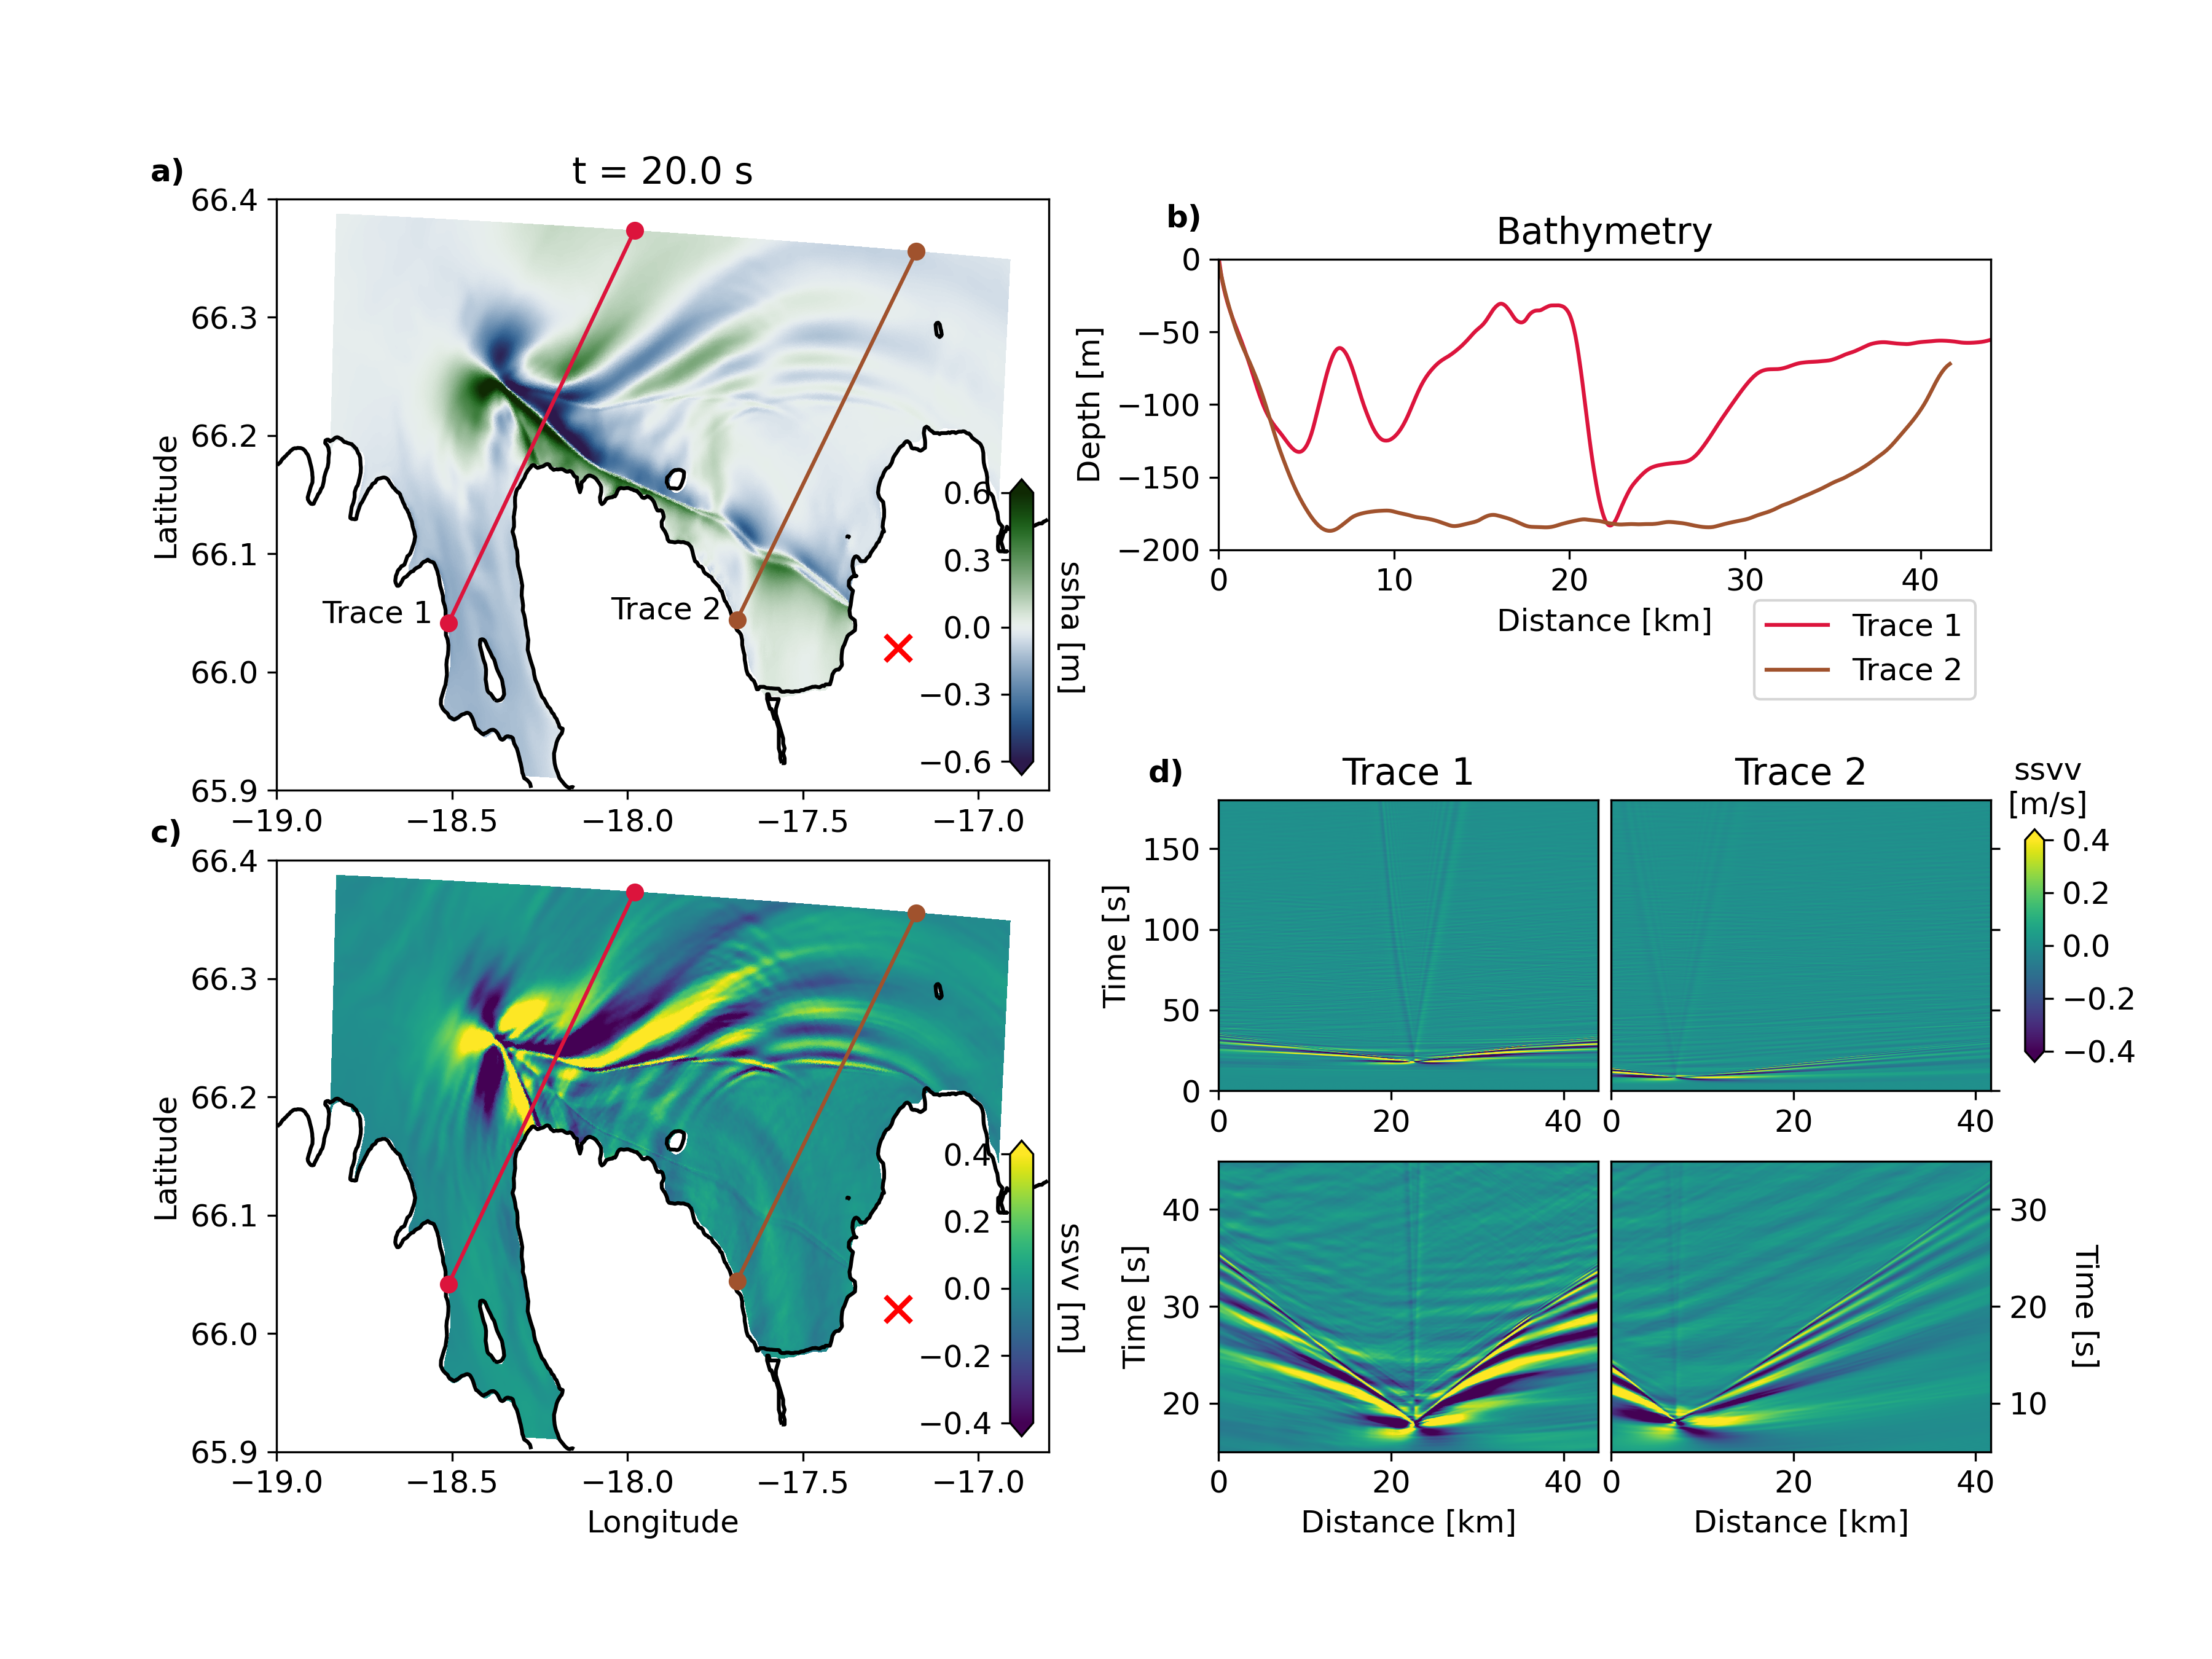 a)
t = 20.0 s
66.4
66.3
66.2
66.1
66.0
65.9
Latitude
−19.0 −18.5 −18.0 −17.5 −17.0
Trace 1
Trace 2
0.6
0.3
0.0
−0.3
−0.6
ssha [m]
b)
Bathymetry
0
−50
−100
−150
−200
Depth [m]
0 10 20 30 40
Distance [km]
Trace 1
Trace 2
c)
66.4
66.3
66.2
66.1
66.0
65.9
Latitude
−19.0 −18.5 −18.0 −17.5 −17.0
Longitude
0.4
0.2
0.0
−0.2
−0.4
ssvv [m]
d)
Trace 1
Trace 2
ssvv
[m/s]
0.4
0.2
0.0
−0.2
−0.4
150
100
50
0
Time [s]
0 20 40
0 20 40
40
30
20
Time [s]
30
20
10
Time [s]
0 20 40
0 20 40
Distance [km]
Distance [km]